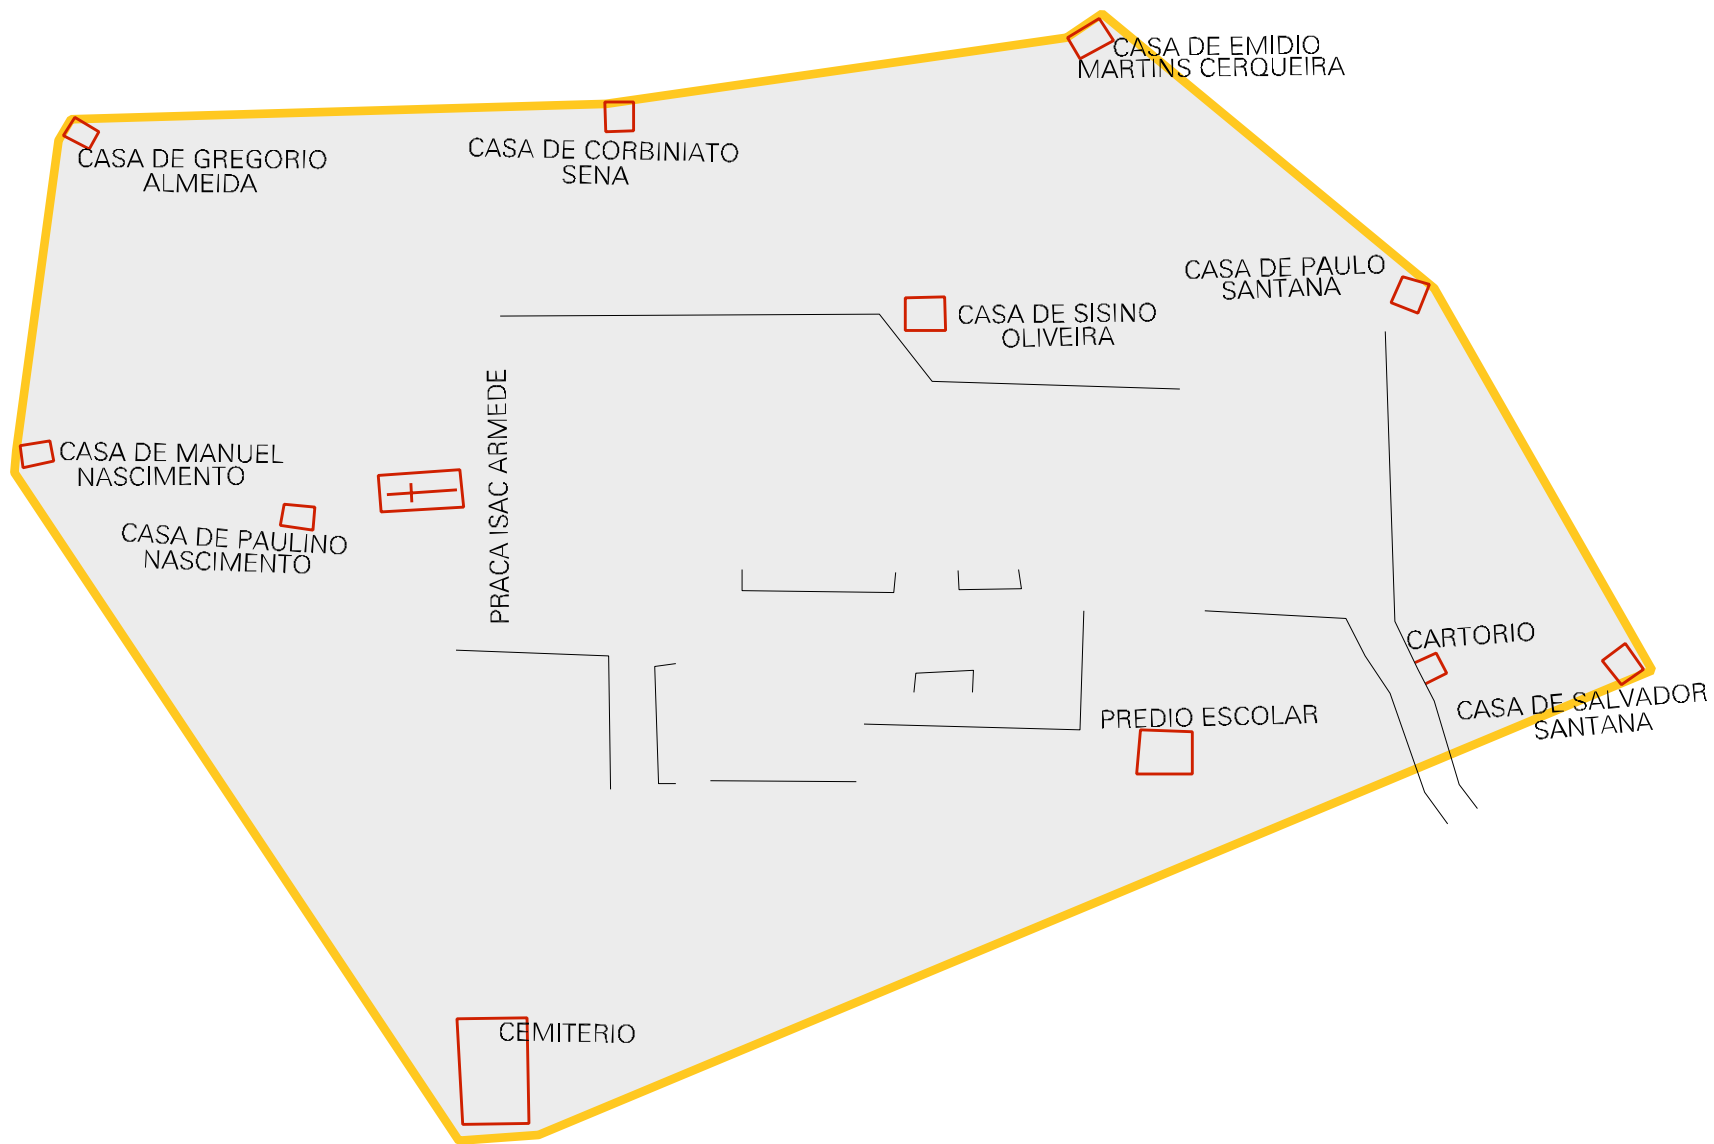 CASA DE EMIDIO
MARTINS CERQUEIRA
CASA DE GREGORIO
ALMEIDA
CASA DE CORBINIATO
SENA
CASA DE PAULO
SANTANA
CASA DE SISINO
OLIVEIRA
PRACA ISAC ARMEDE
CASA DE MANUEL
NASCIMENTO
CASA DE PAULINO
NASCIMENTO
CARTORIO
CASA DE SALVADOR
SANTANA
PREDIO ESCOLAR
CEMITERIO